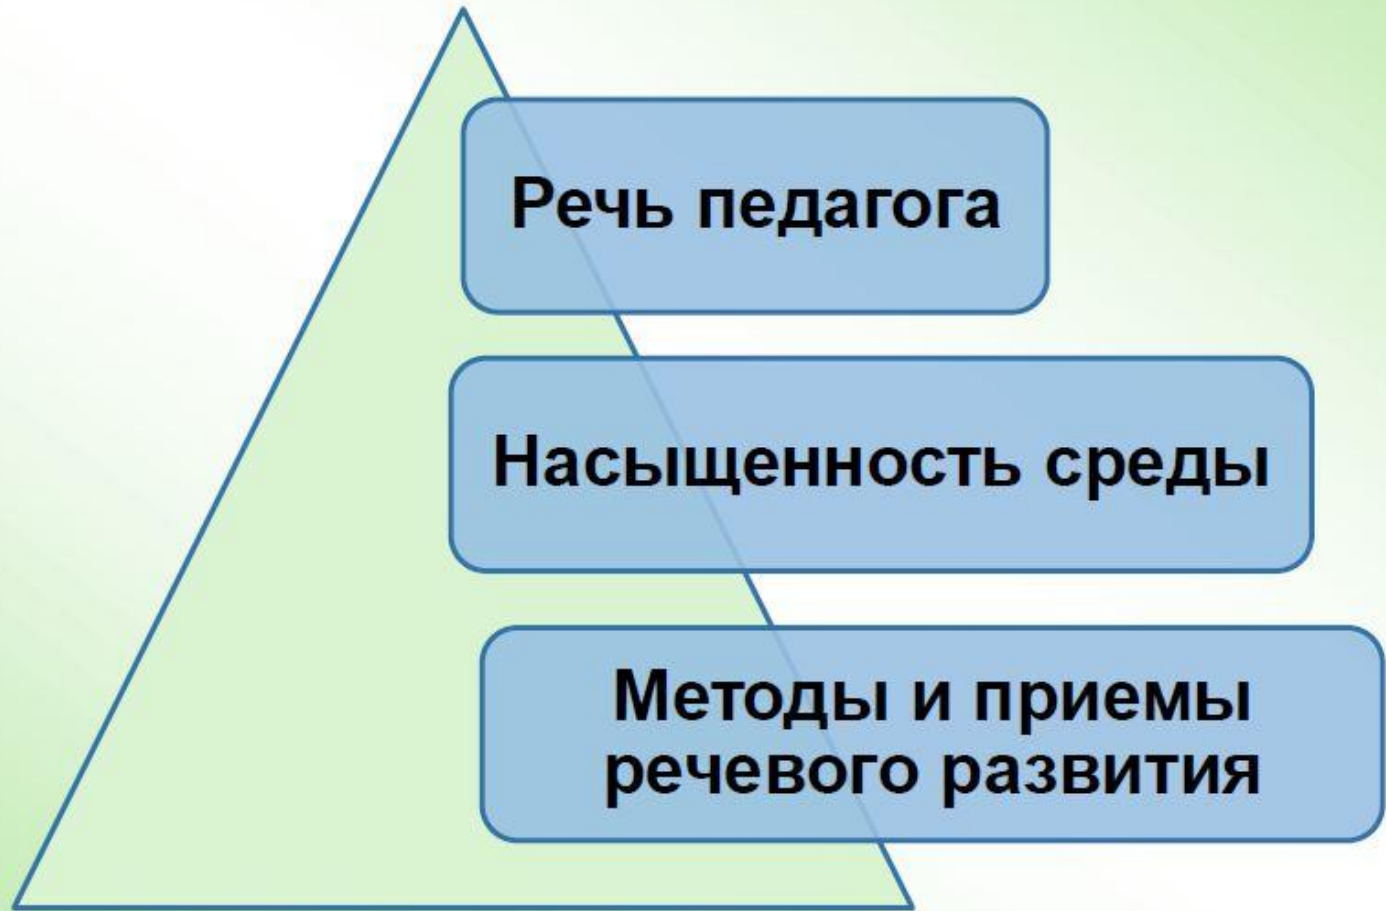 Речь педагога
Насыщенность среды
Методы и приемы
речевого развития